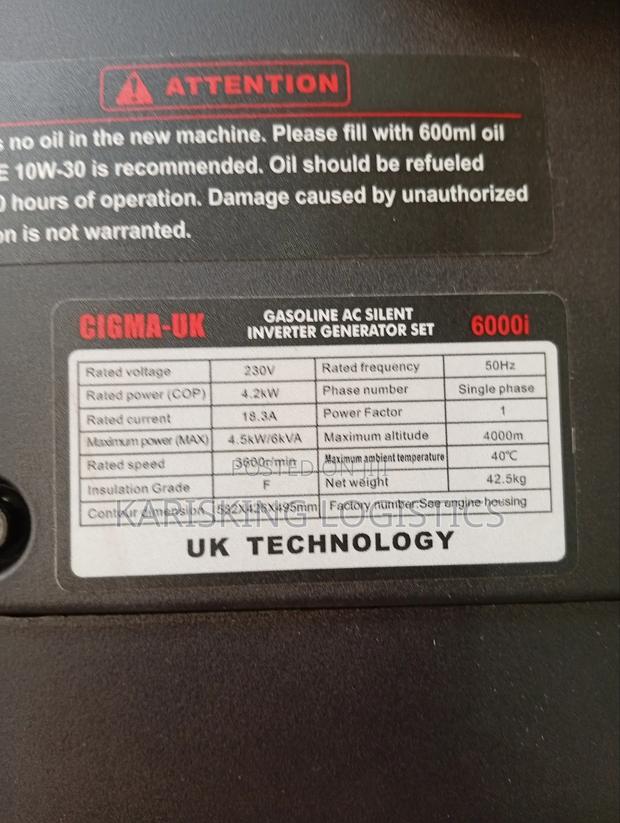 ATTENTION
no oil in the new machine. Please fill with 600ml oil
10W-30 is recommended. Oil should be refueled
hours of operation. Damage caused by unauthorized
is not warranted.
CIGMA-UK
GASOLINE AC SILENT
INVERTER GENERATOR SET
6000i
Rated voltage 230V Rated frequency 50Hz
Rated power (COP) 4.2kW Phase number Single phase
Rated current 18.3A Power Factor 1
Maximum power (MAX) 4.5kW/6kVA Maximum altitude 4000m
Rated speed 3600r/min Maximum ambient temperature 40℃
Insulation Grade F Net weight 42.5kg
Contour dimension Factory number:See engine housing
UK TECHNOLOGY
POSTED ON JIJI
KARISKING LOGISTICS